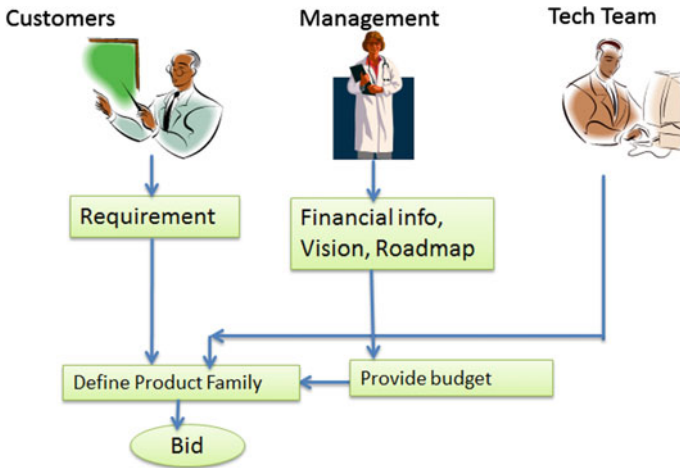 Customers
Management
Tech Team
Requirement
Financial info,
Vision, Roadmap
Define Product Family
Provide budget
Bid